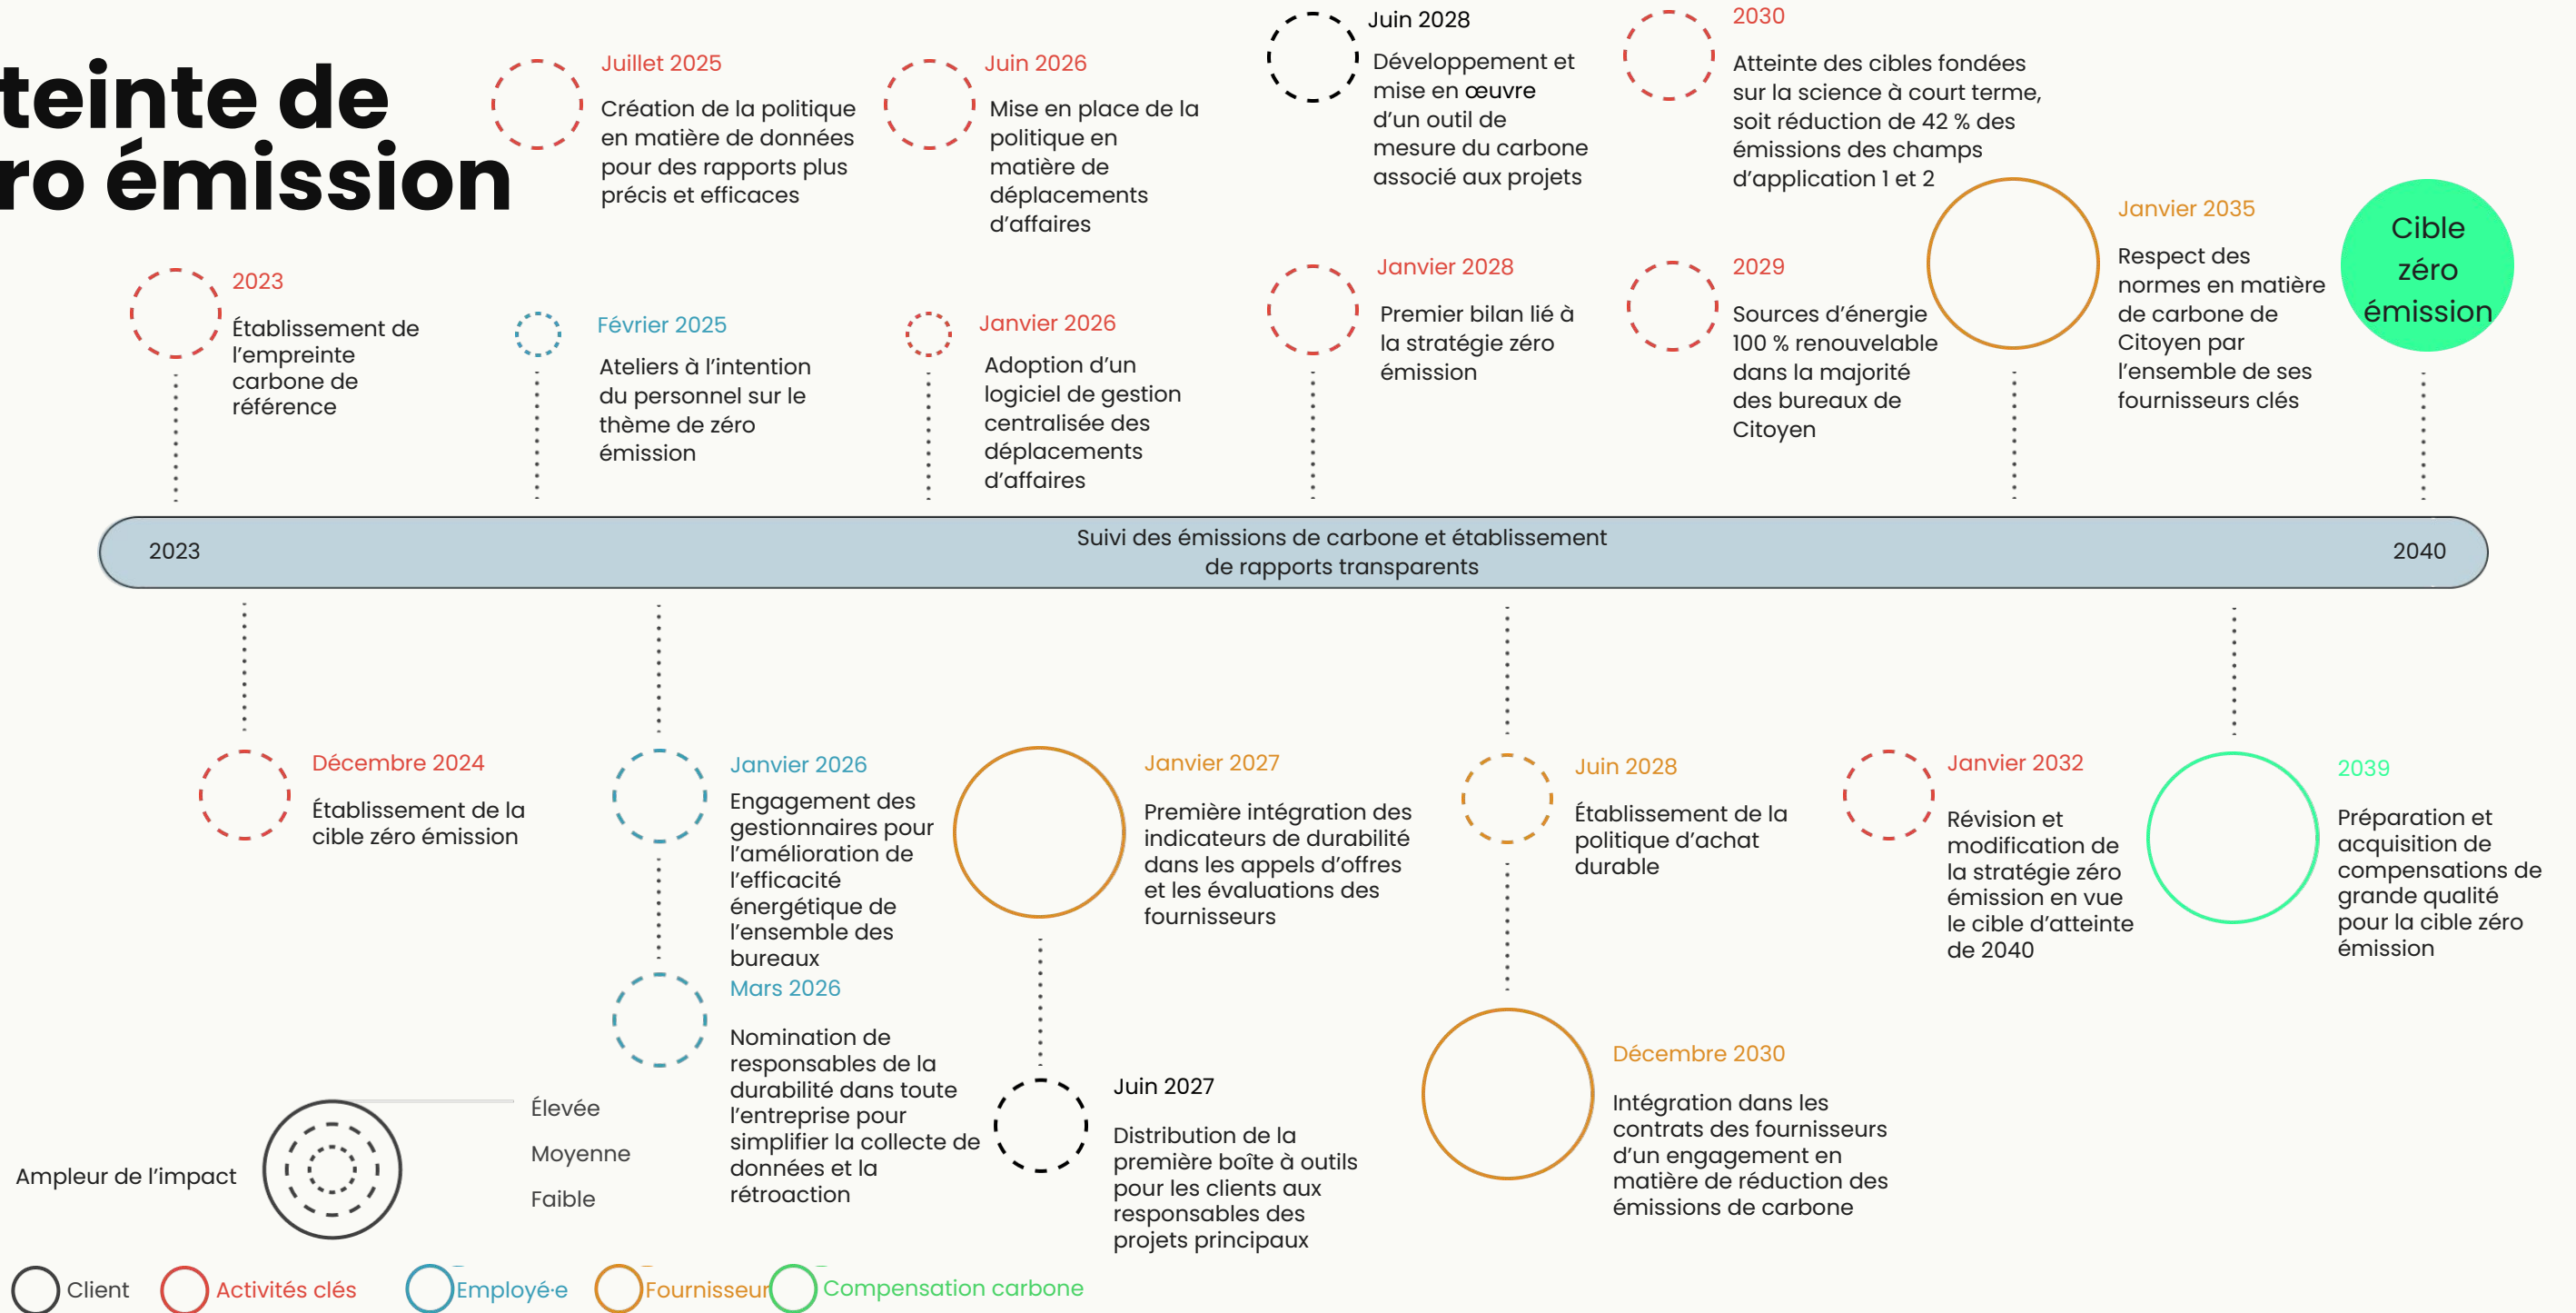 teinte de
ro émission
Juillet 2025
Création de la politique
en matière de données
pour des rapports plus
précis et efficaces
Juin 2026
Mise en place de la
politique en
matière de
déplacements
d’affaires
Juin 2028
Développement et
mise en œuvre
d’un outil de
mesure du carbone
associé aux projets
2030
Atteinte des cibles fondées
sur la science à court terme,
soit réduction de 42 % des
émissions des champs
d’application 1 et 2
2023
Établissement de
l’empreinte
carbone de
référence
Février 2025
Ateliers à l’intention
du personnel sur le
thème de zéro
émission
Janvier 2026
Adoption d’un
logiciel de gestion
centralisée des
déplacements
d’affaires
Janvier 2028
Premier bilan lié à
la stratégie zéro
émission
2029
Sources d’énergie
100 % renouvelable
dans la majorité
des bureaux de
Citoyen
Janvier 2035
Respect des
normes en matière
de carbone de
Citoyen par
l’ensemble de ses
fournisseurs clés
Cible
zéro
émission
2023
Suivi des émissions de carbone et établissement
de rapports transparents
2040
Décembre 2024
Établissement de la
cible zéro émission
Janvier 2026
Engagement des
gestionnaires pour
l’amélioration de
l’efficacité
énergétique de
l’ensemble des
bureaux
Mars 2026
Nomination de
responsables de la
durabilité dans toute
l’entreprise pour
simplifier la collecte de
données et la
rétroaction
Janvier 2027
Première intégration des
indicateurs de durabilité
dans les appels d’offres
et les évaluations des
fournisseurs
Juin 2027
Distribution de la
première boîte à outils
pour les clients aux
responsables des
projets principaux
Juin 2028
Établissement de la
politique d’achat
durable
Décembre 2030
Intégration dans les
contrats des fournisseurs
d’un engagement en
matière de réduction des
émissions de carbone
Janvier 2032
Révision et
modification de
la stratégie zéro
émission en vue
le cible d’atteinte
de 2040
2039
Préparation et
acquisition de
compensations de
grande qualité
pour la cible zéro
émission
Ampleur de l’impact
Élevée
Moyenne
Faible
Client
Activités clés
Employé·e
Fournisseur
Compensation carbone